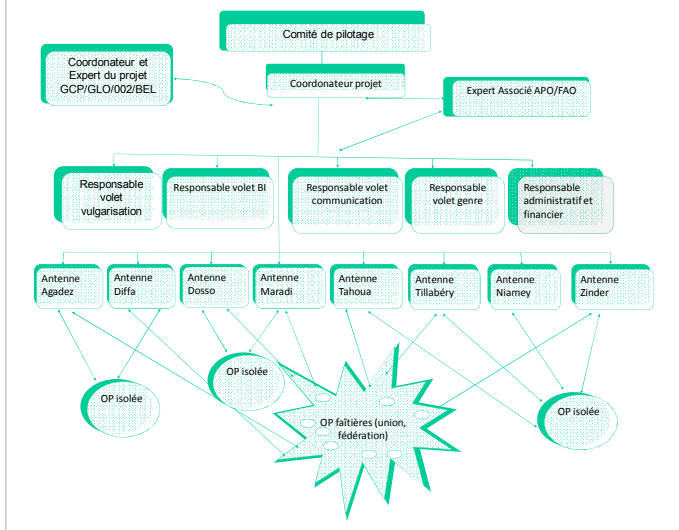 Comité de pilotage
Coordonateur et
Expert du projet
GCP/GLO/002/BEL
Coordonateur projet
Expert Associé APO/FAO
Responsable
volet
vulgarisation
Responsable volet BI
Responsable volet
communication
Responsable
volet genre
Responsable
administratif et
financier
Antenne
Agadez
Antenne
Diffa
Antenne
Dosso
Antenne
Maradi
Antenne
Tahoua
Antenne
Tillabéry
Antenne
Niamey
Antenne
Zinder
OP isolée
OP isolée
OP faîtières (union,
fédération)
OP isolée